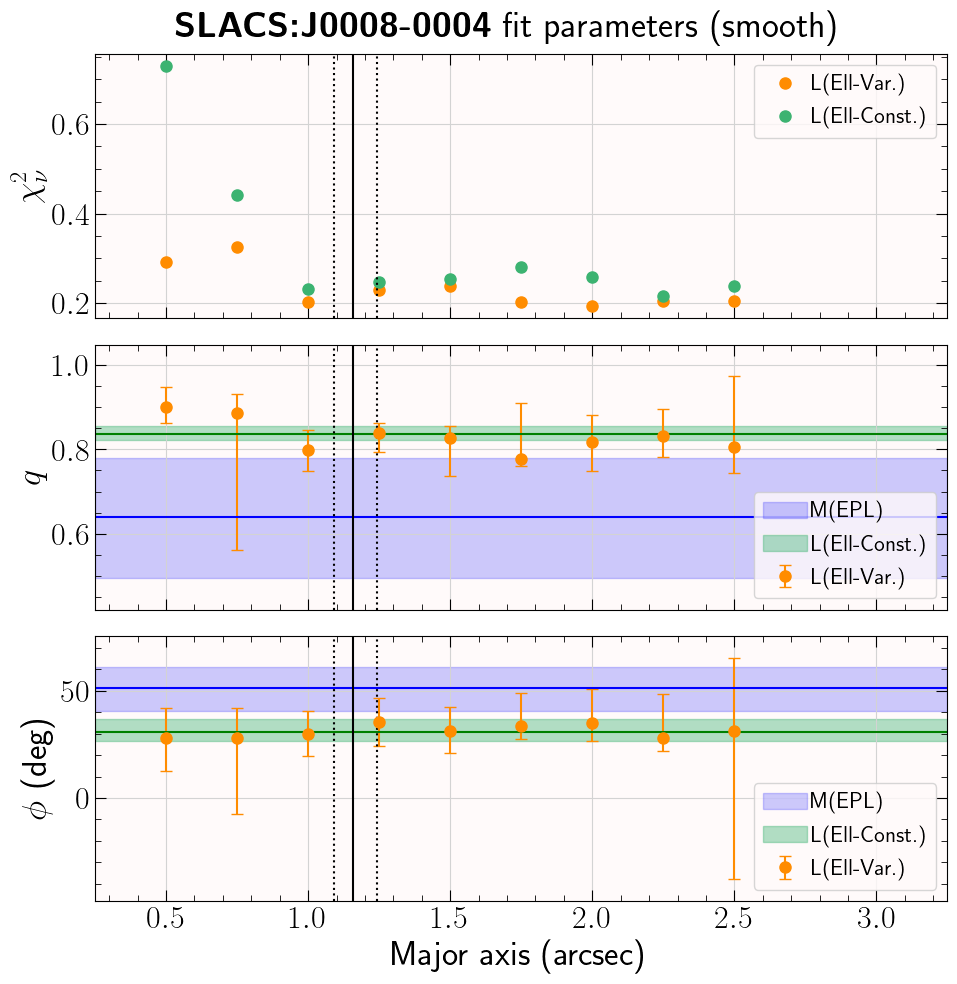 SLACS:J0008-0004 fit parameters (smooth)
L(Ell-Var.)
L(Ell-Const.)
0.6
0.4
0.2
χ²ν
1.0
0.8
0.6
q
M(EPL)
L(Ell-Const.)
L(Ell-Var.)
50
0
ϕ (deg)
M(EPL)
L(Ell-Const.)
L(Ell-Var.)
0.5 1.0 1.5 2.0 2.5 3.0
Major axis (arcsec)